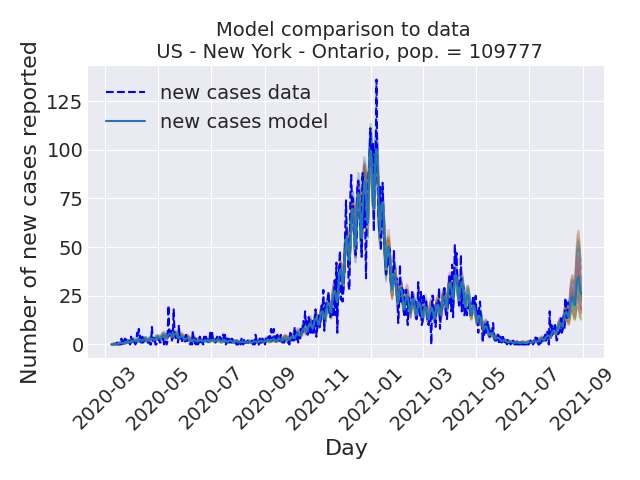 Model comparison to data
US - New York - Ontario, pop. = 109777
new cases data
new cases model
Number of new cases reported
125
100
75
50
25
0
2020-03
2020-05
2020-07
2020-09
2020-11
2021-01
2021-03
2021-05
2021-07
2021-09
Day